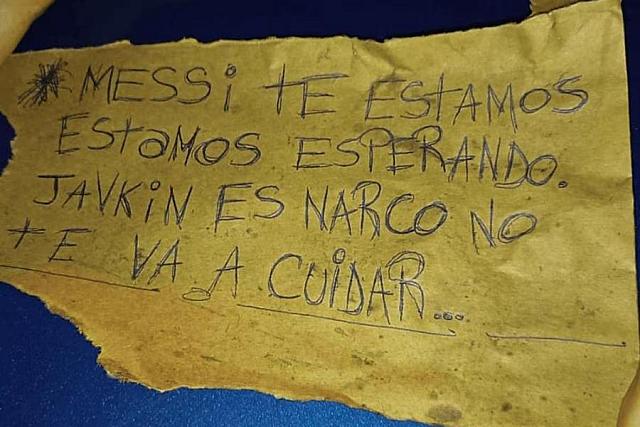 MESSi tE EStAMOS
EStaMOS ESPERANDO.
JAVKiN ES NARCO NO
tE VA A CUiDAR...